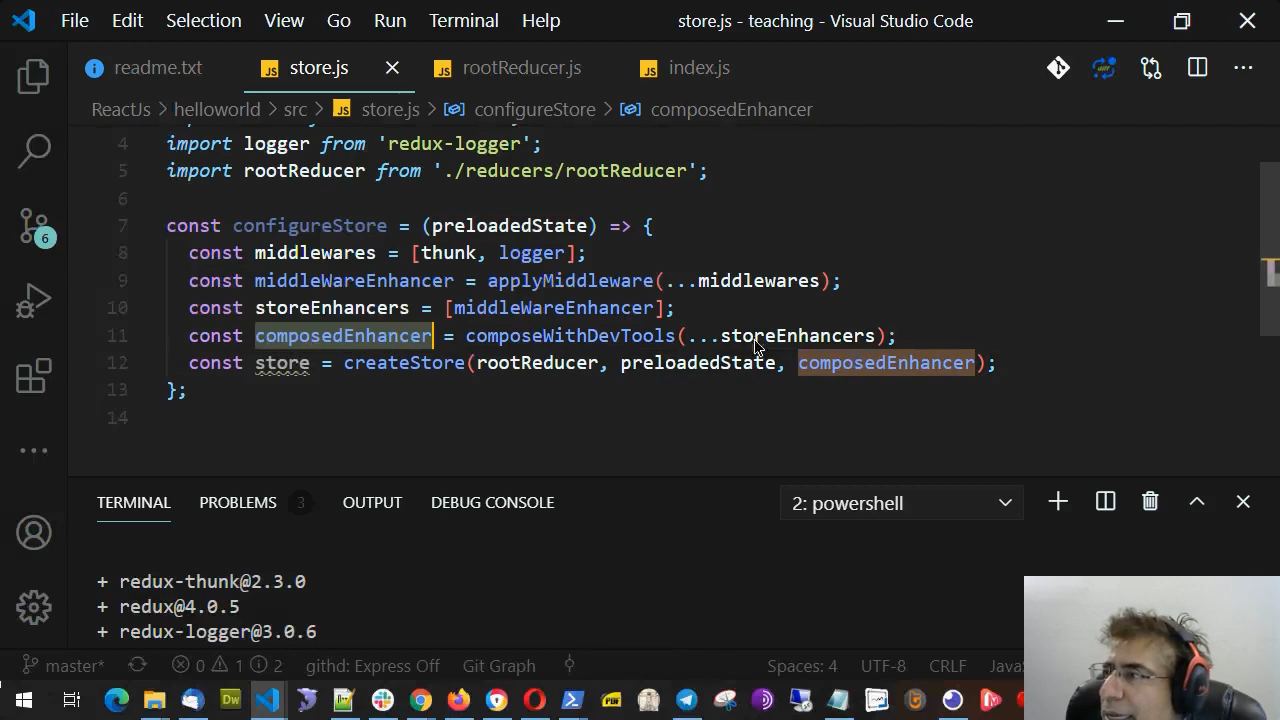 File Edit Selection View Go Run Terminal Help store.js - teaching - Visual Studio Code
readme.txt JS store.js JS rootReducer.js JS index.js
ReactJs > helloworld > src > JS store.js > configureStore > composedEnhancer
4 import logger from 'redux-logger';
5 import rootReducer from './reducers/rootReducer';
6
7 const configureStore = (preloadedState) => {
8 const middlewares = [thunk, logger];
9 const middleWareEnhancer = applyMiddleware(...middlewares);
10 const storeEnhancers = [middleWareEnhancer];
11 const composedEnhancer = composeWithDevTools(...storeEnhancers);
12 const store = createStore(rootReducer, preloadedState, composedEnhancer);
13 };
14
6
TERMINAL PROBLEMS 3 OUTPUT DEBUG CONSOLE 2: powershell
+ redux-thunk@2.3.0
+ redux@4.0.5
+ redux-logger@3.0.6
master* 0 1 2 githd: Express Off Git Graph Spaces: 4 UTF-8 CRLF
Dw